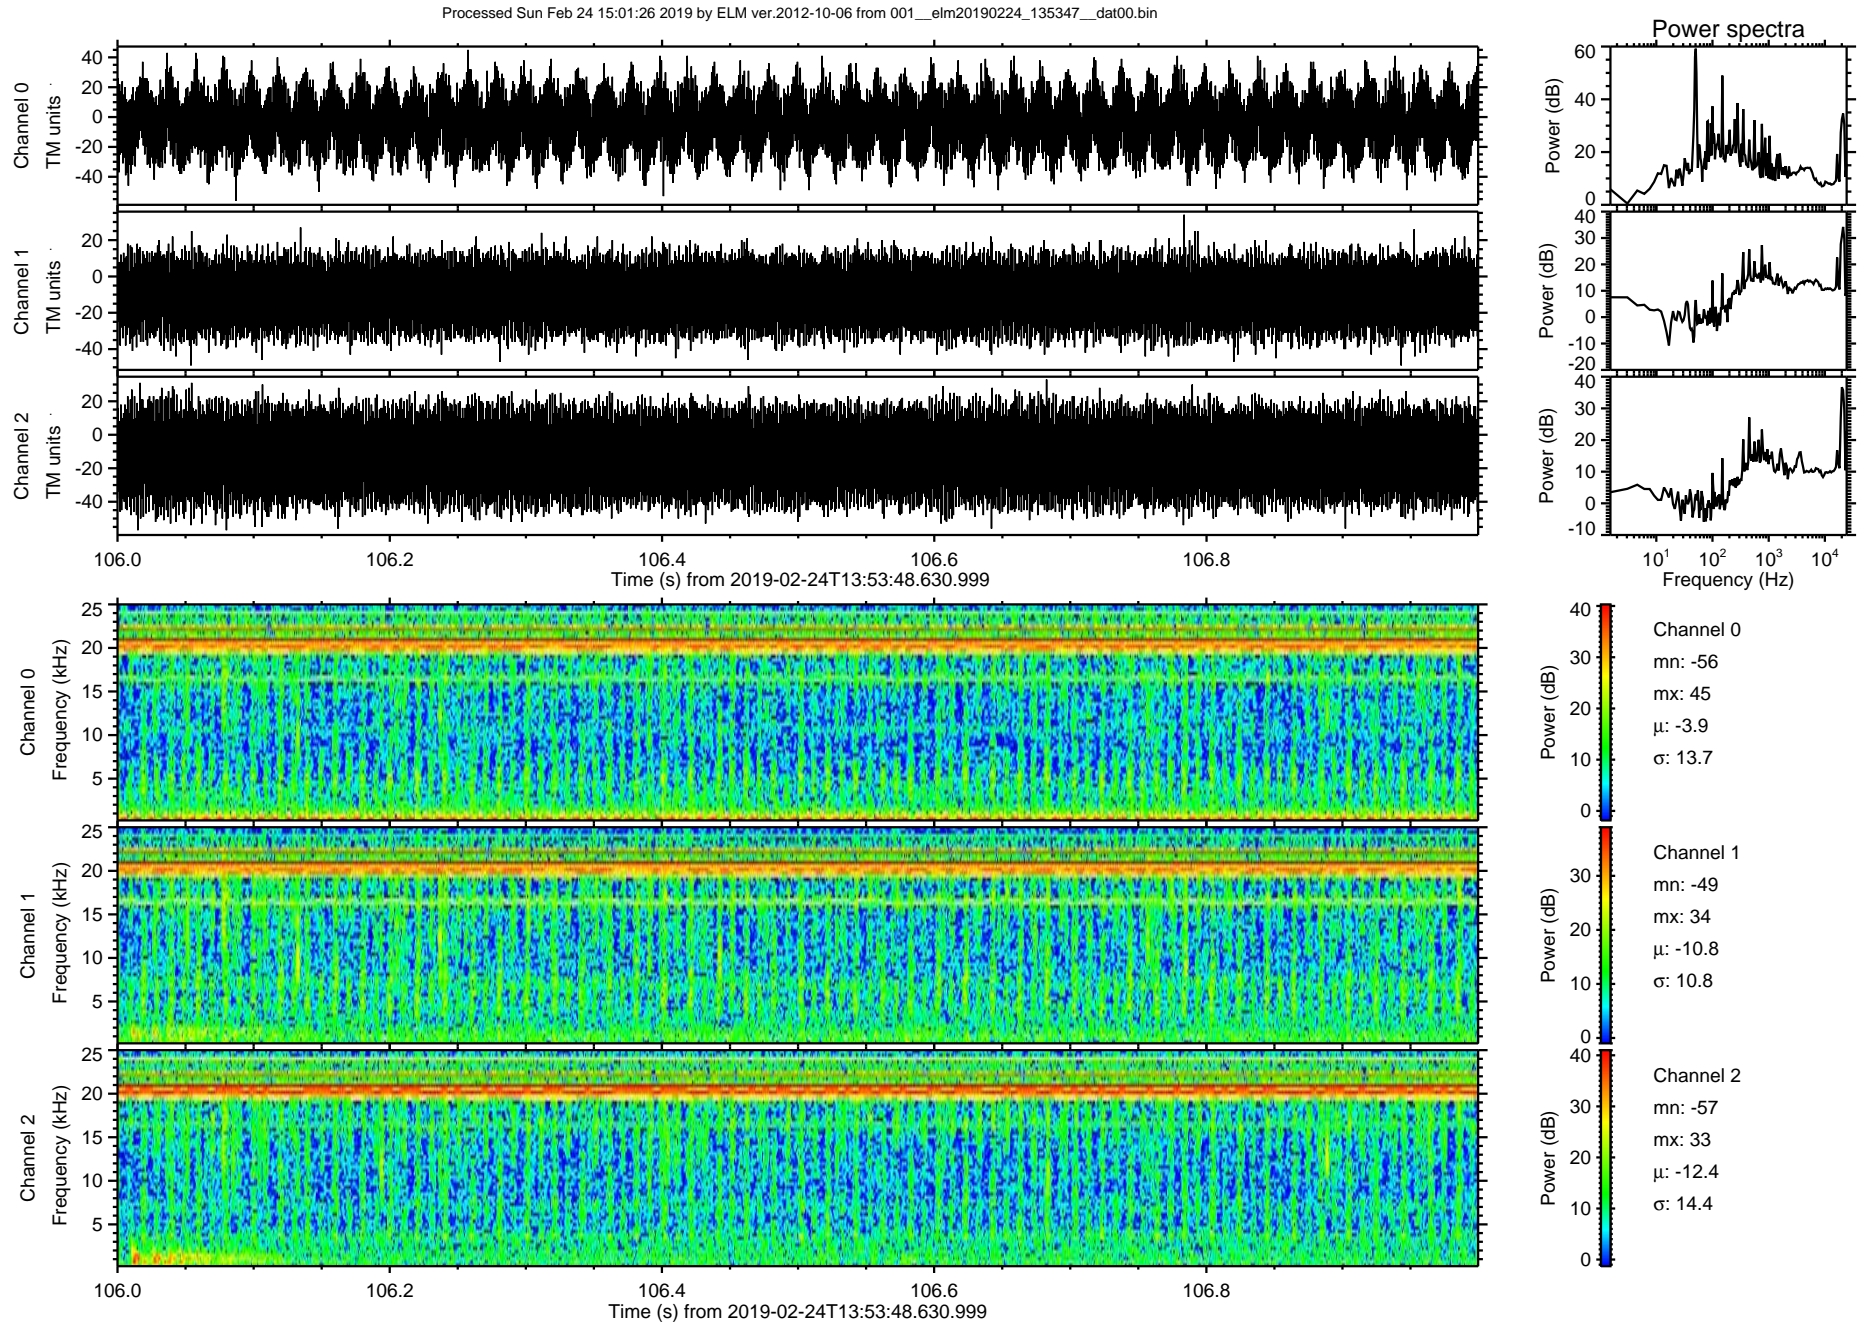 Processed Sun Feb 24 15:01:26 2019 by ELM ver.2012-10-06 from 001__elm20190224_135347__dat00.bin
Power spectra
Channel 0
TM units
40
20
0
-20
-40
Power (dB)
60
40
20
0
Channel 1
TM units
20
0
-20
-40
Power (dB)
40
30
20
10
0
-10
-20
Channel 2
TM units
20
0
-20
-40
Power (dB)
40
30
20
10
0
-10
106.0 106.2 106.4 106.6 106.8
Time (s) from 2019-02-24T13:53:48.630.999
10¹ 10² 10³ 10⁴
Frequency (Hz)
Channel 0
Frequency (kHz)
25
20
15
10
5
Power (dB)
40
30
20
10
0
Channel 0
mn: -56
mx: 45
µ: -3.9
σ: 13.7
Channel 1
Frequency (kHz)
25
20
15
10
5
Power (dB)
30
20
10
0
Channel 1
mn: -49
mx: 34
µ: -10.8
σ: 10.8
Channel 2
Frequency (kHz)
25
20
15
10
5
Power (dB)
40
30
20
10
0
Channel 2
mn: -57
mx: 33
µ: -12.4
σ: 14.4
106.0 106.2 106.4 106.6 106.8
Time (s) from 2019-02-24T13:53:48.630.999